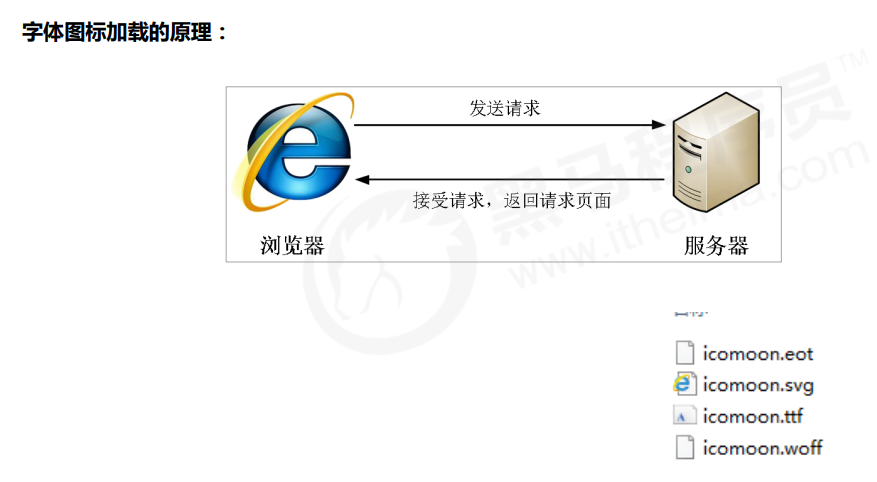 字体图标加载的原理：
发送请求
接受请求，返回请求页面
浏览器
服务器
黑马程序员™
www.itheima.com
icomoon.eot
icomoon.svg
icomoon.ttf
icomoon.woff